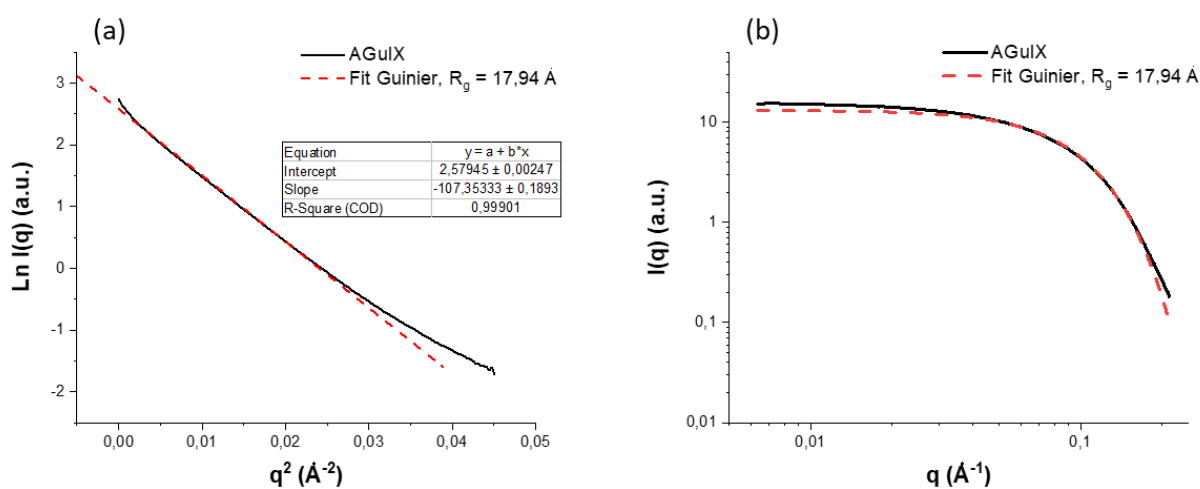 (a)
AGuIX
Fit Guinier, Rg = 17,94 Å
3
2
1
0
-1
-2
Ln I(q) (a.u.)
Equation y = a + b*x
Intercept 2,57945 ± 0,00247
Slope -107,35333 ± 0,1893
R-Square (COD) 0,99901
0,00 0,01 0,02 0,03 0,04 0,05
q² (Å⁻²)
(b)
AGuIX
Fit Guinier, Rg = 17,94 Å
10
1
0,1
0,01
I(q) (a.u.)
0,01 0,1
q (Å⁻¹)